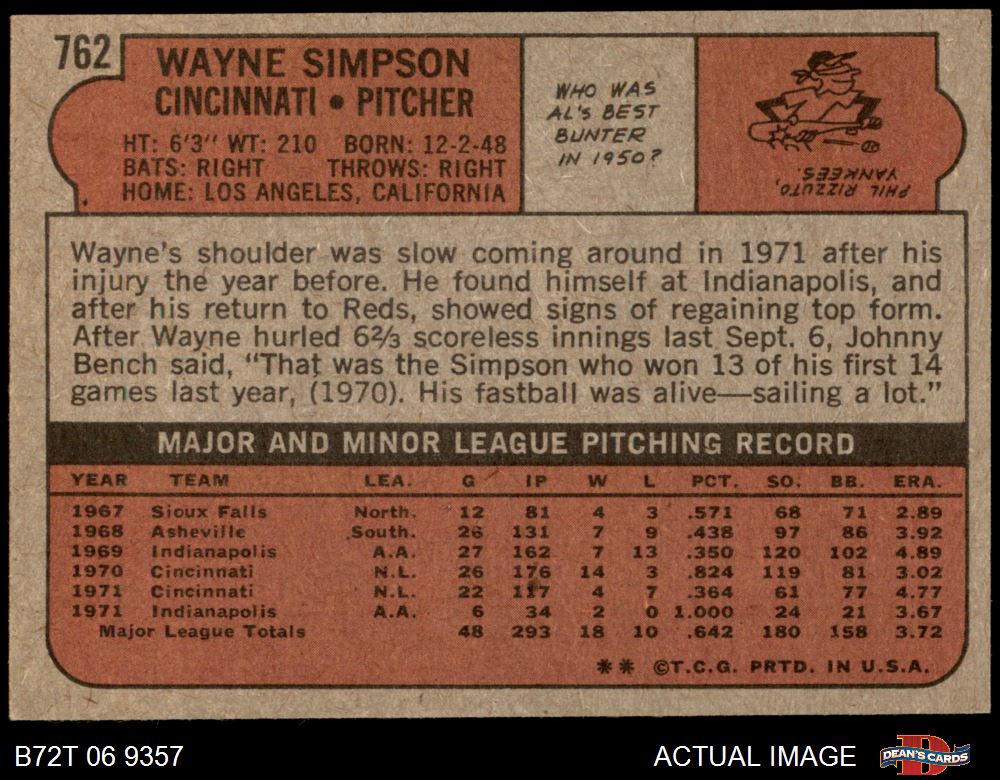 762
WAYNE SIMPSON
CINCINNATI • PITCHER
HT: 6'3" WT: 210 BORN: 12-2-48
BATS: RIGHT THROWS: RIGHT
HOME: LOS ANGELES, CALIFORNIA
WHO WAS
AL'S BEST
BUNTER
IN 1950?
PHIL RIZZUTO,
YANKEES.
Wayne's shoulder was slow coming around in 1971 after his
injury the year before. He found himself at Indianapolis, and
after his return to Reds, showed signs of regaining top form.
After Wayne hurled 6⅔ scoreless innings last Sept. 6, Johnny
Bench said, "That was the Simpson who won 13 of his first 14
games last year, (1970). His fastball was alive—sailing a lot."
MAJOR AND MINOR LEAGUE PITCHING RECORD
YEAR TEAM LEA. G IP W L PCT. SO. BB. ERA.
1967 Sioux Falls North. 12 81 4 3 .571 68 71 2.89
1968 Asheville South. 26 131 7 9 .438 97 86 3.92
1969 Indianapolis A.A. 27 162 7 13 .350 120 102 4.89
1970 Cincinnati N.L. 26 176 14 3 .824 119 81 3.02
1971 Cincinnati N.L. 22 117 4 7 .364 61 77 4.77
1971 Indianapolis A.A. 6 34 2 0 1.000 24 21 3.67
Major League Totals 48 293 18 10 .642 180 158 3.72
** ©T.C.G. PRTD. IN U.S.A.
B72T 06 9357
ACTUAL IMAGE
DEAN'S CARDS